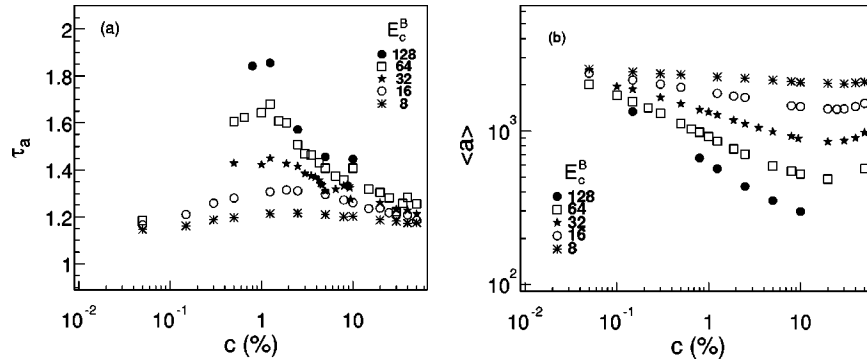 (a)
E_c^B
● 128
□ 64
★ 32
○ 16
✳ 8
2
1.8
1.6
1.4
1.2
1
τ_a
10^-2 10^-1 1 10
c (%)
(b)
10^3
10^2
<a>
E_c^B
● 128
□ 64
★ 32
○ 16
✳ 8
10^-2 10^-1 1 10
c (%)